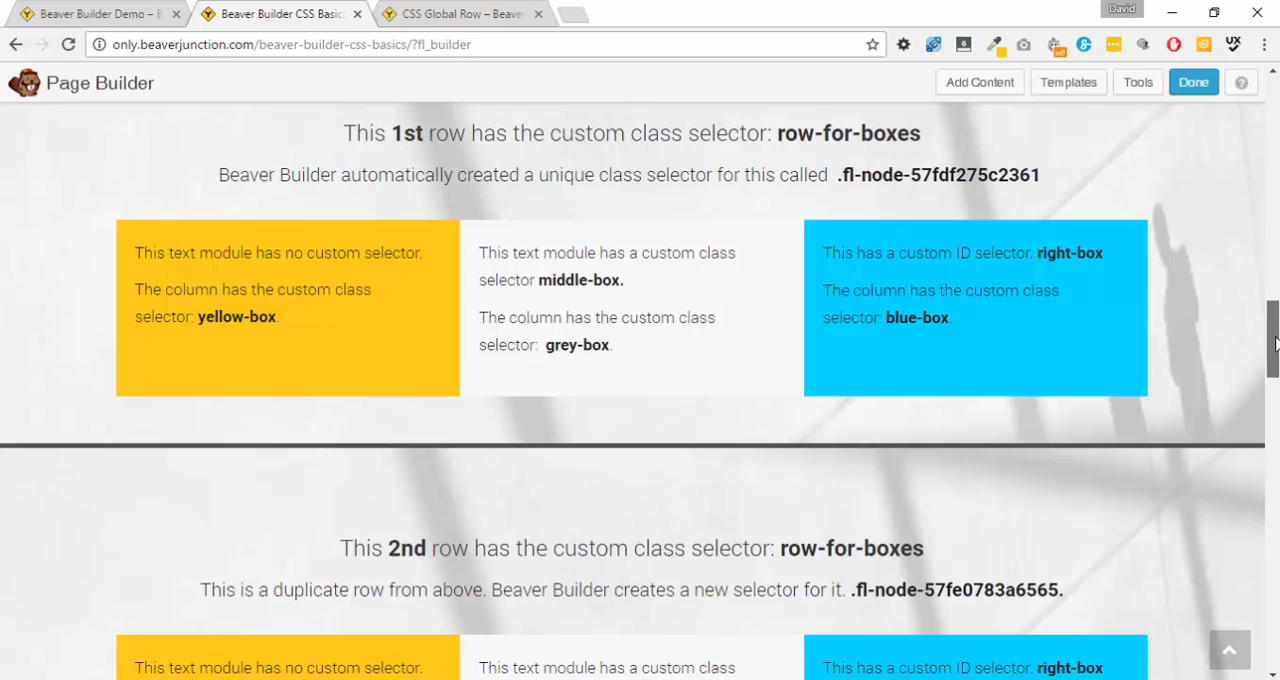 David
Beaver Builder Demo – B
Beaver Builder CSS Basic
CSS Global Row – Beave
only.beaverjunction.com/beaver-builder-css-basics/?fl_builder
off
UX
Page Builder
Add Content
Templates
Tools
Done
?
This 1st row has the custom class selector: row-for-boxes
Beaver Builder automatically created a unique class selector for this called .fl-node-57fdf275c2361
This text module has no custom selector.
The column has the custom class
selector: yellow-box.
This text module has a custom class
selector middle-box.
The column has the custom class
selector: grey-box.
This has a custom ID selector. right-box
The column has the custom class
selector: blue-box.
This 2nd row has the custom class selector: row-for-boxes
This is a duplicate row from above. Beaver Builder creates a new selector for it. .fl-node-57fe0783a6565.
This text module has no custom selector.
This text module has a custom class
This has a custom ID selector. right-box